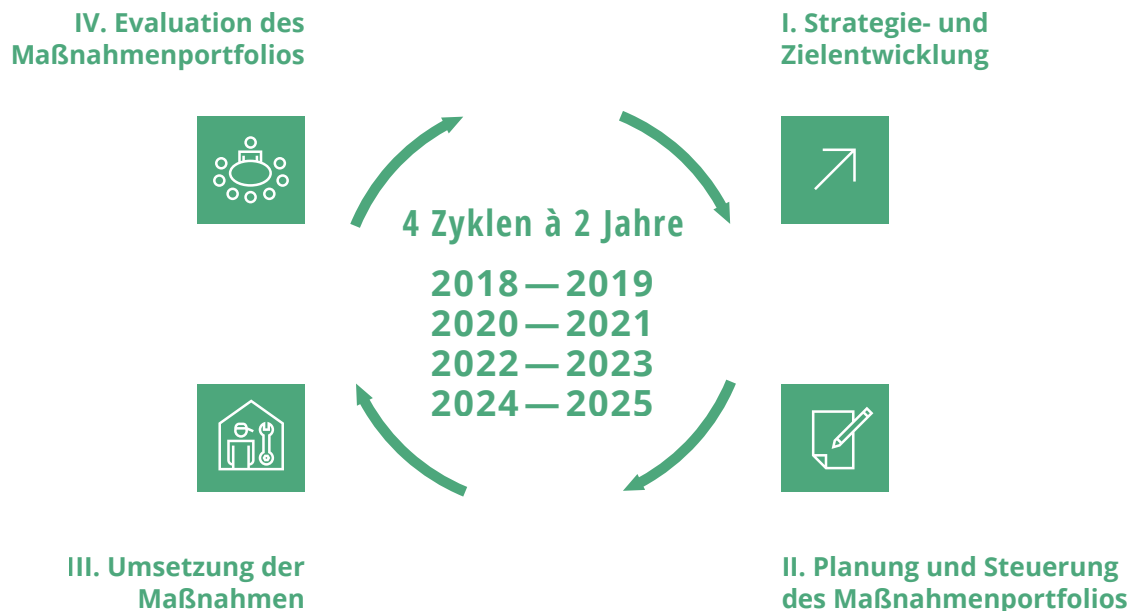 IV. Evaluation des
Maßnahmenportfolios
I. Strategie- und
Zielentwicklung
4 Zyklen à 2 Jahre
2018 — 2019
2020 — 2021
2022 — 2023
2024 — 2025
III. Umsetzung der
Maßnahmen
II. Planung und Steuerung
des Maßnahmenportfolios